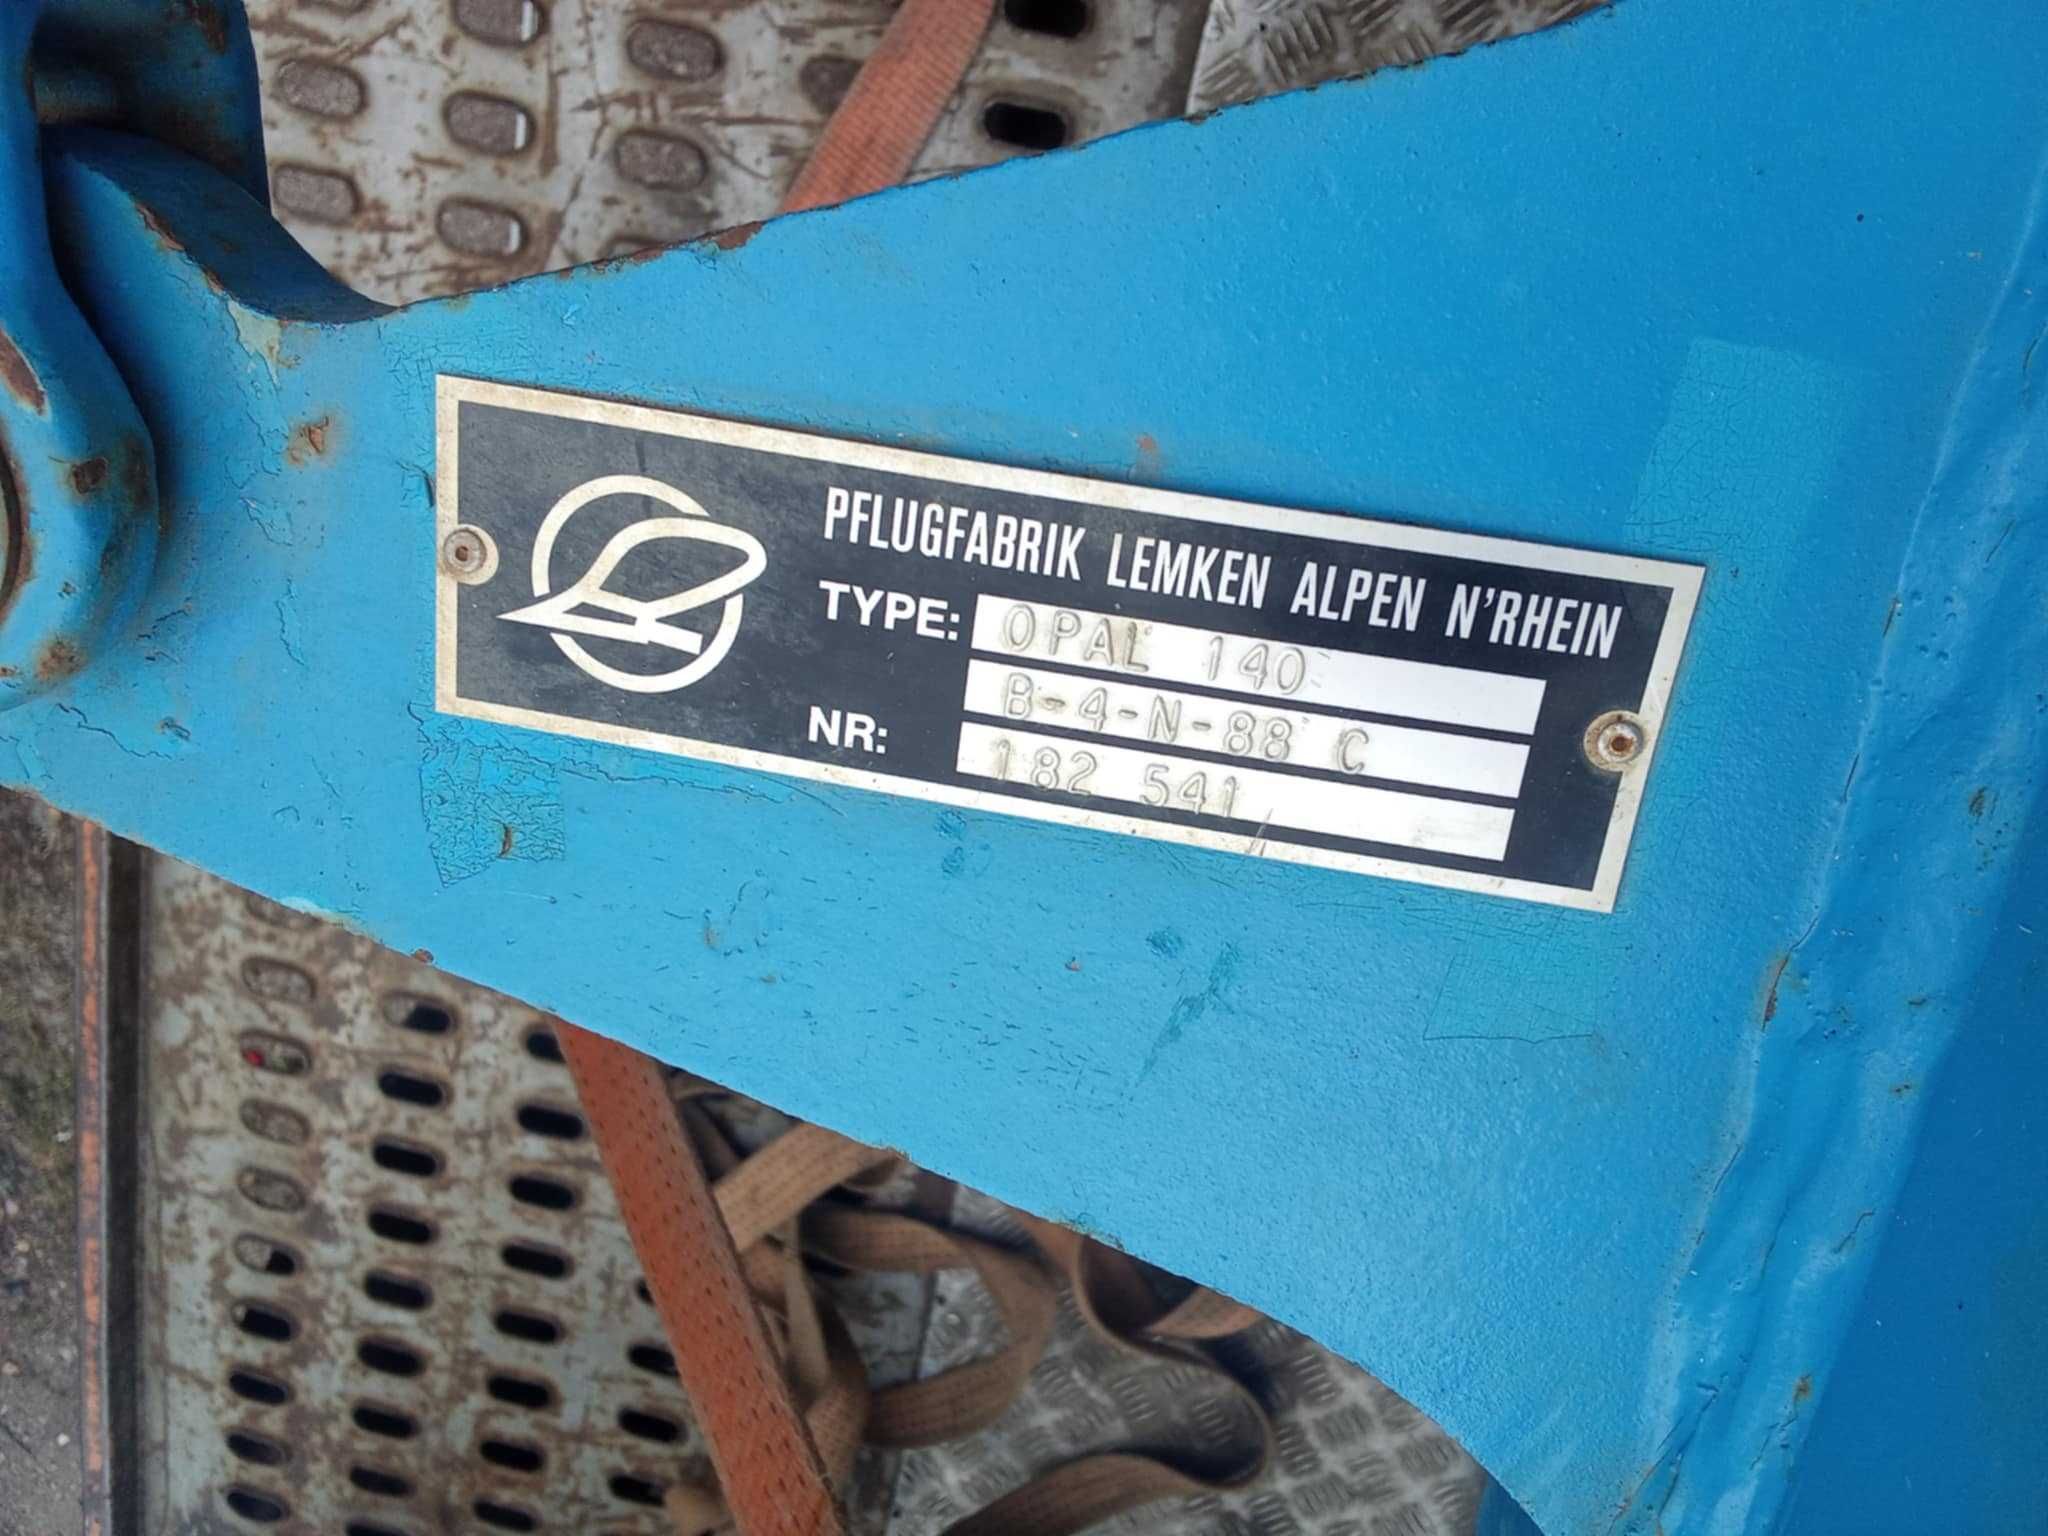 PFLUGFABRIK LEMKEN ALPEN N'RHEIN
TYPE: OPAL 140
B-4-N-88 C
NR: 182 541